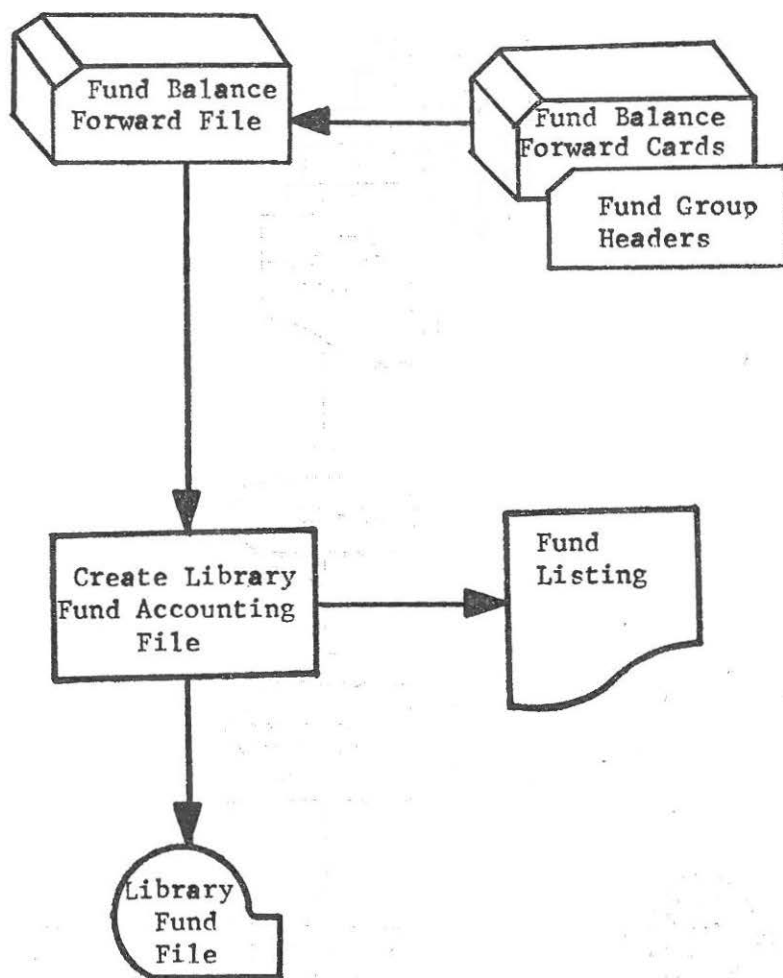 Fund Balance
Forward File
Fund Balance
Forward Cards
Fund Group
Headers
Create Library
Fund Accounting
File
Fund
Listing
Library
Fund
File